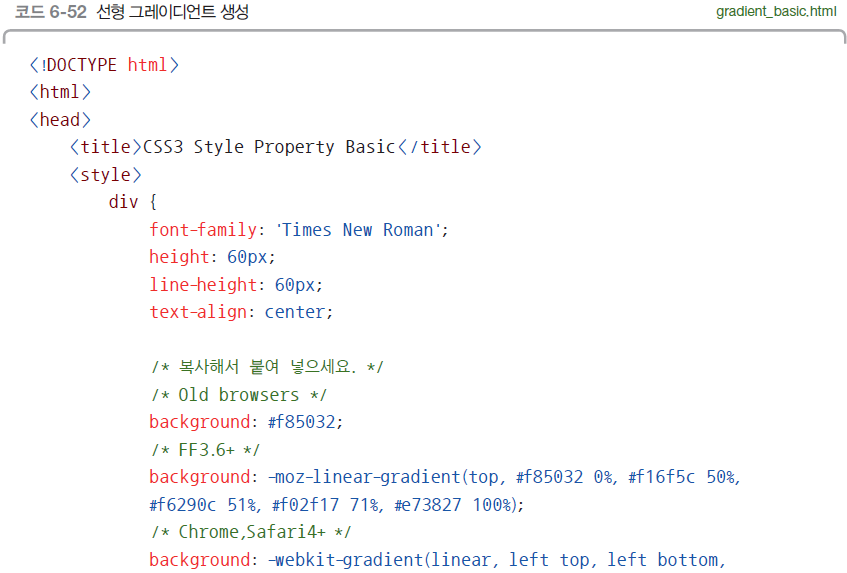 코드 6-52 선형 그레이디언트 생성 gradient_basic.html
<!DOCTYPE html>
<html>
<head>
<title>CSS3 Style Property Basic</title>
<style>
div {
font-family: 'Times New Roman';
height: 60px;
line-height: 60px;
text-align: center;
/* 복사해서 붙여 넣으세요. */
/* Old browsers */
background: #f85032;
/* FF3.6+ */
background: -moz-linear-gradient(top, #f85032 0%, #f16f5c 50%,
#f6290c 51%, #f02f17 71%, #e73827 100%);
/* Chrome,Safari4+ */
background: -webkit-gradient(linear, left top, left bottom,